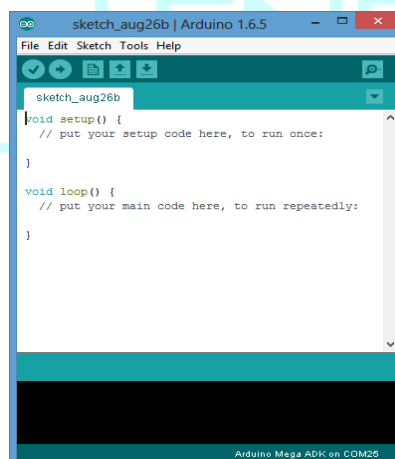 sketch_aug26b | Arduino 1.6.5
File Edit Sketch Tools Help
sketch_aug26b
void setup() {
  // put your setup code here, to run once:
}
void loop() {
  // put your main code here, to run repeatedly:
}
Arduino Mega ADK on COM25